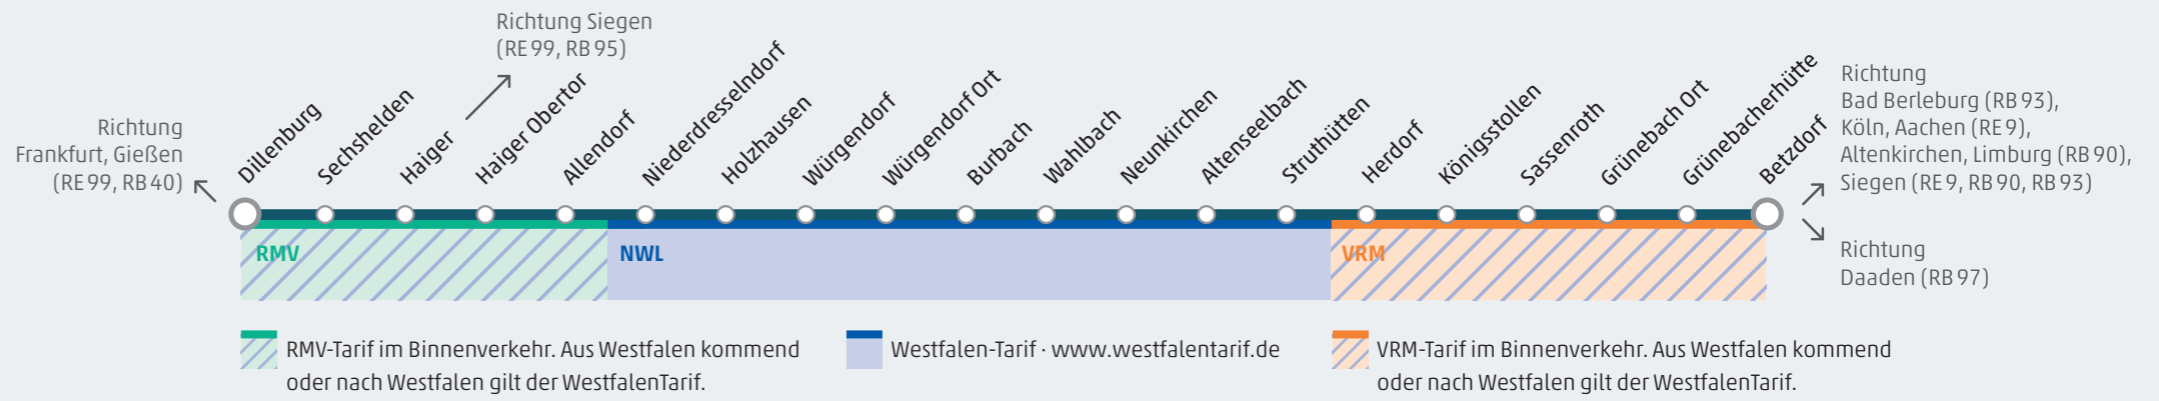 Richtung Siegen
(RE 99, RB 95)
Richtung
Frankfurt, Gießen
(RE 99, RB 40)
Dillenburg
Sechshelden
Haiger
Haiger Obertor
Allendorf
Niederdresselndorf
Holzhausen
Würgendorf
Würgendorf Ort
Burbach
Wahlbach
Neunkirchen
Altenseelbach
Struthütten
Herdorf
Königsstollen
Sassenroth
Grünebach Ort
Grünebacherhütte
Betzdorf
Richtung
Bad Berleburg (RB 93),
Köln, Aachen (RE 9),
Altenkirchen, Limburg (RB 90),
Siegen (RE 9, RB 90, RB 93)
Richtung
Daaden (RB 97)
RMV
NWL
VRM
RMV-Tarif im Binnenverkehr. Aus Westfalen kommend
oder nach Westfalen gilt der WestfalenTarif.
Westfalen-Tarif · www.westfalentarif.de
VRM-Tarif im Binnenverkehr. Aus Westfalen kommend
oder nach Westfalen gilt der WestfalenTarif.